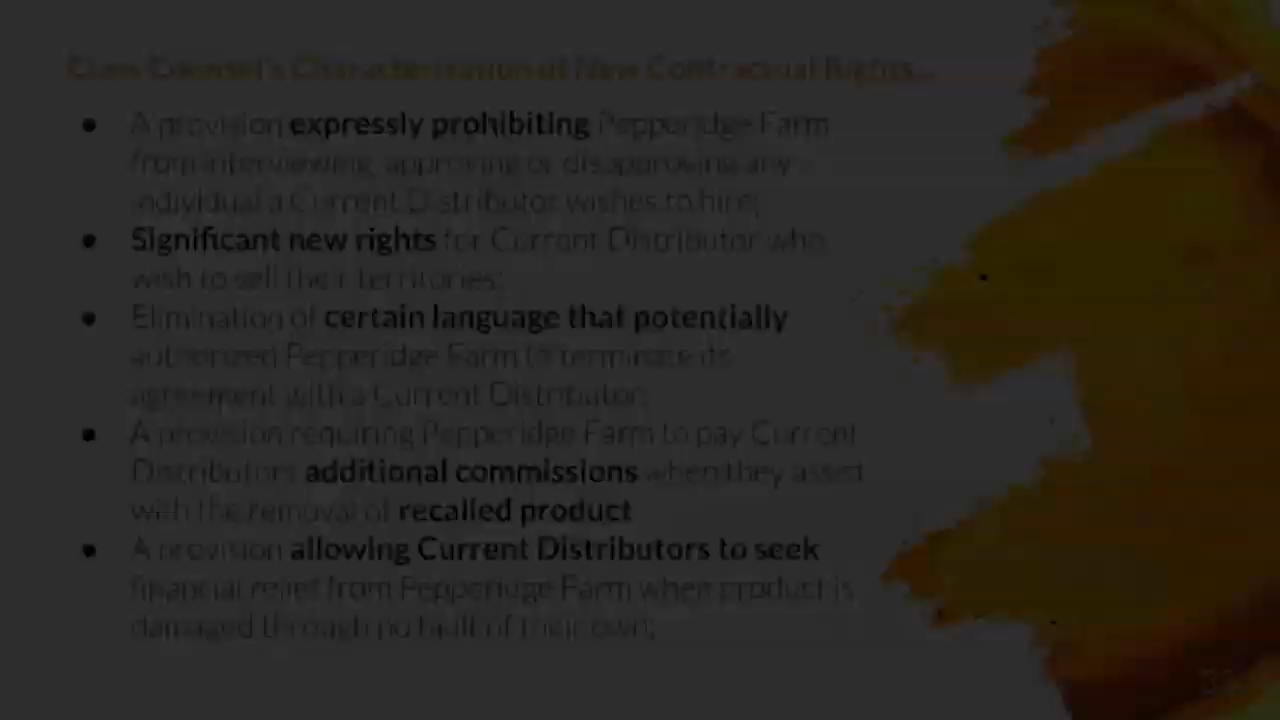 Class Counsel's Characterization of New Contractual Rights...
● A provision expressly prohibiting Pepperidge Farm
from interviewing, approving or disapproving any
individual a Current Distributor wishes to hire;
● Significant new rights for Current Distributor who
wish to sell their territories;
● Elimination of certain language that potentially
authorized Pepperidge Farm to terminate its
agreement with a Current Distributor;
● A provision requiring Pepperidge Farm to pay Current
Distributors additional commissions when they assist
with the removal of recalled product
● A provision allowing Current Distributors to seek
financial relief from Pepperidge Farm when product is
damaged through no fault of their own;